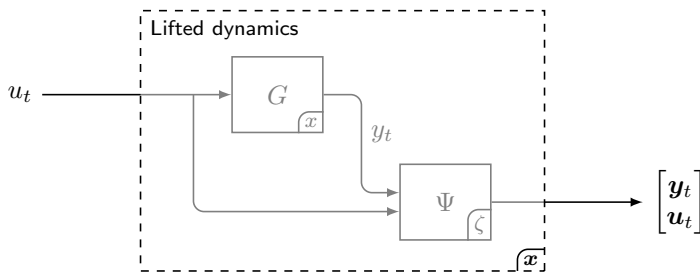 Lifted dynamics
u_t
G
x
y_t
Ψ
ζ
𝒚_t
𝒖_t
𝒙